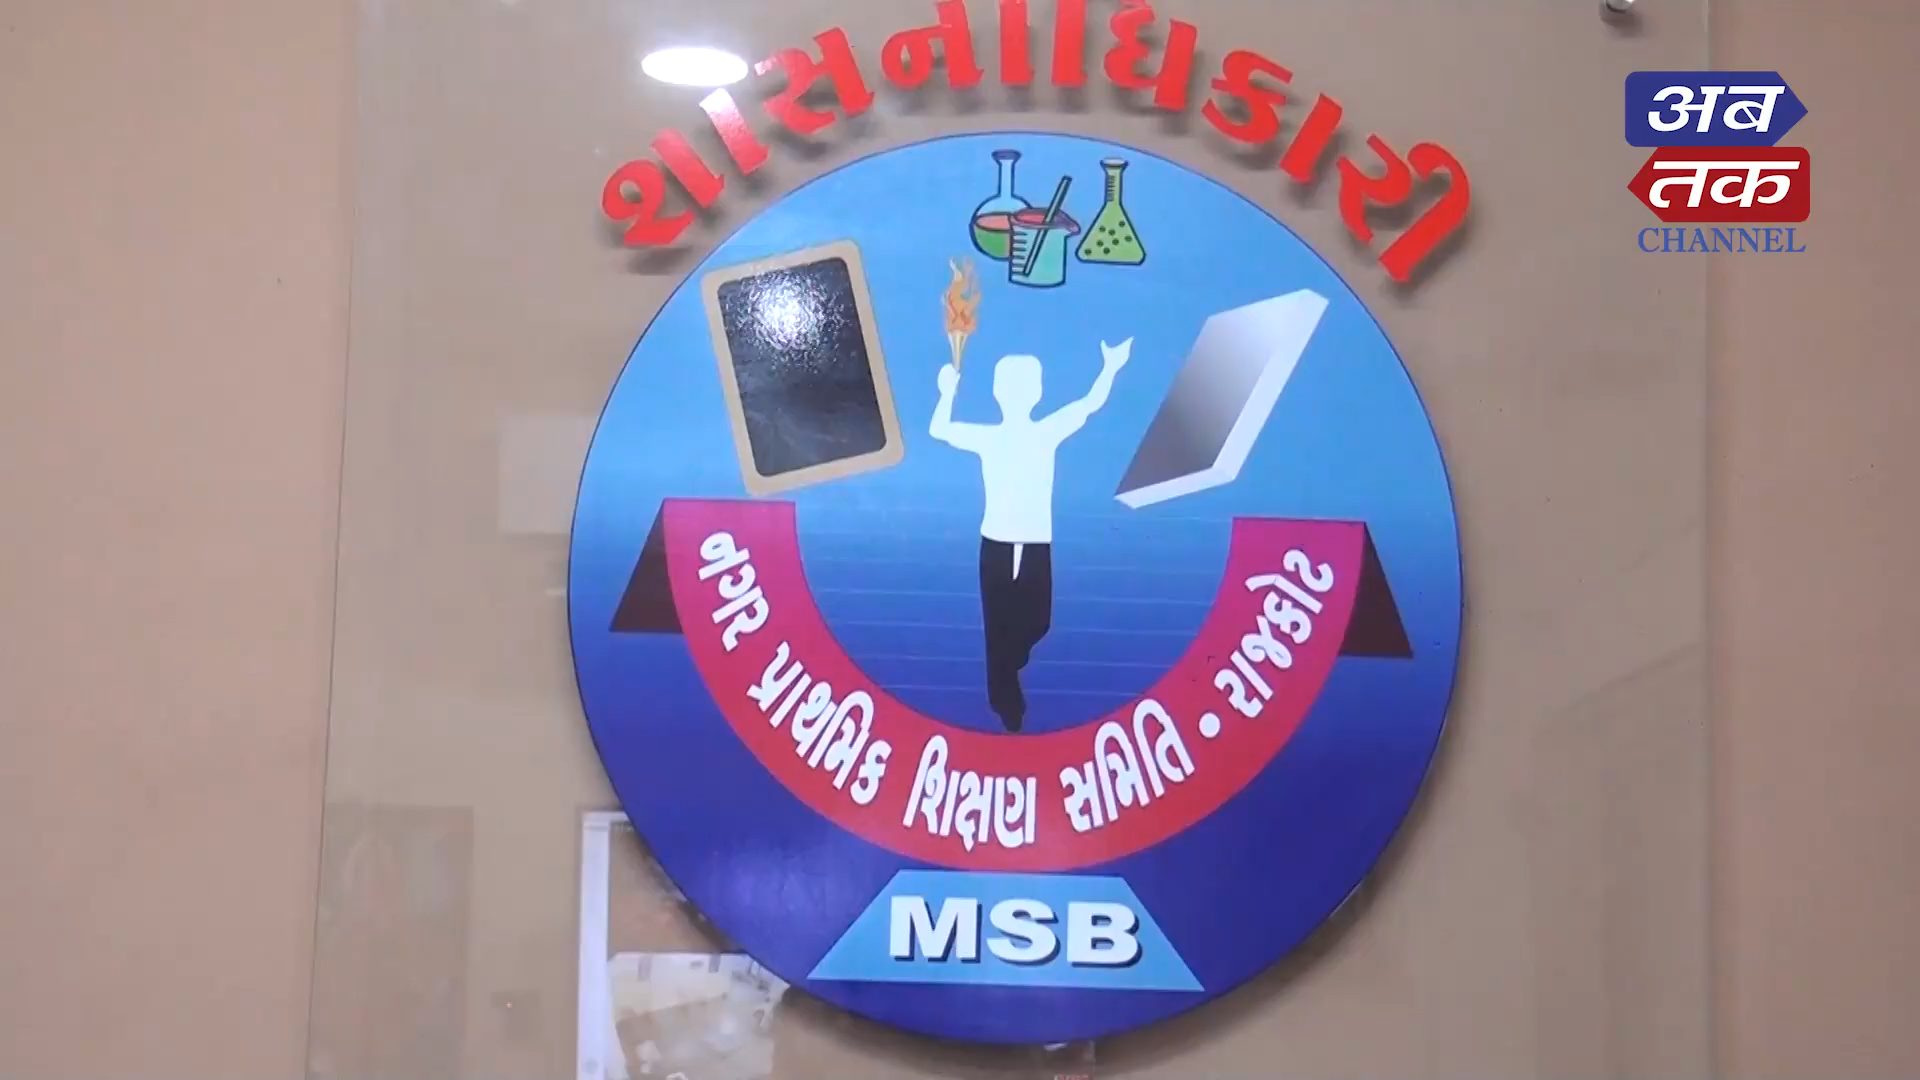 શાસનાધિકારી
નગર પ્રાથમિક શિક્ષણ સમિતિ • રાજકોટ
MSB
अब
तक
CHANNEL